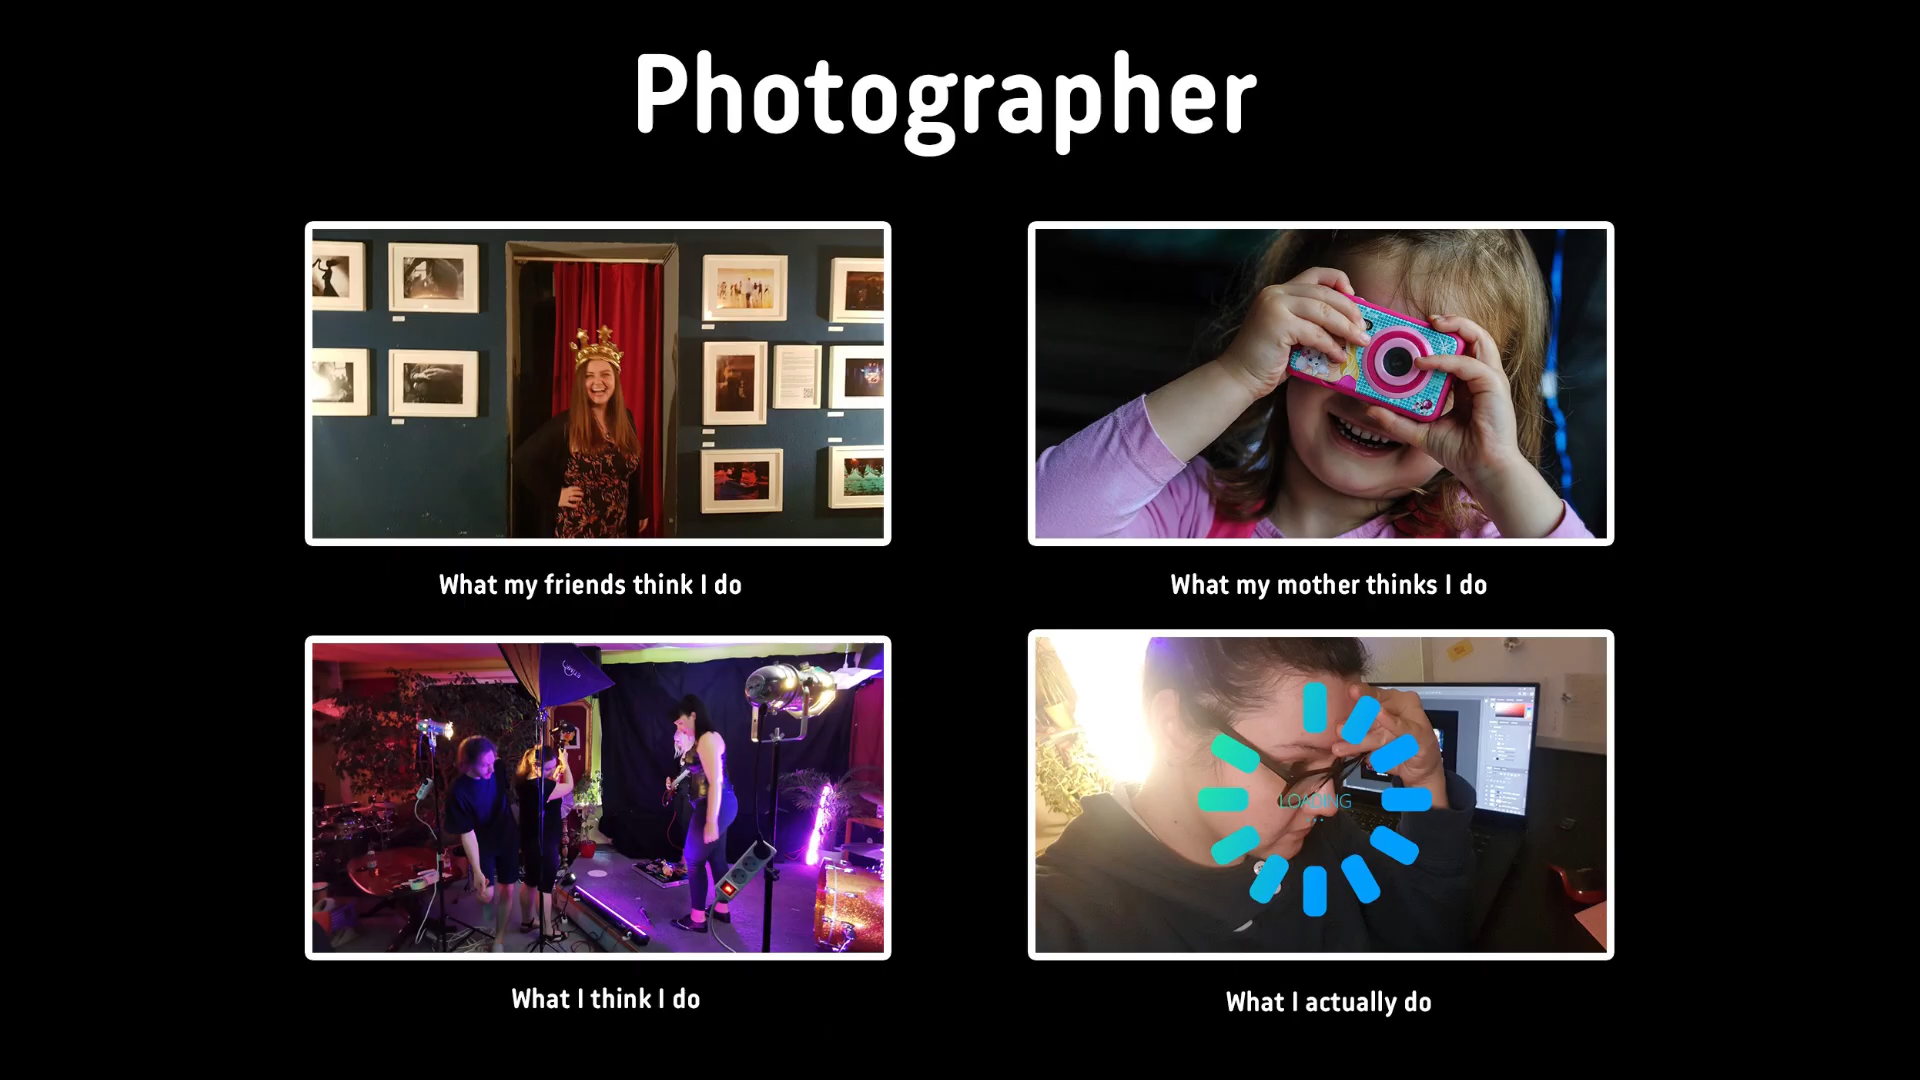 Photographer
What my friends think I do
What my mother thinks I do
What I think I do
LOADING
What I actually do